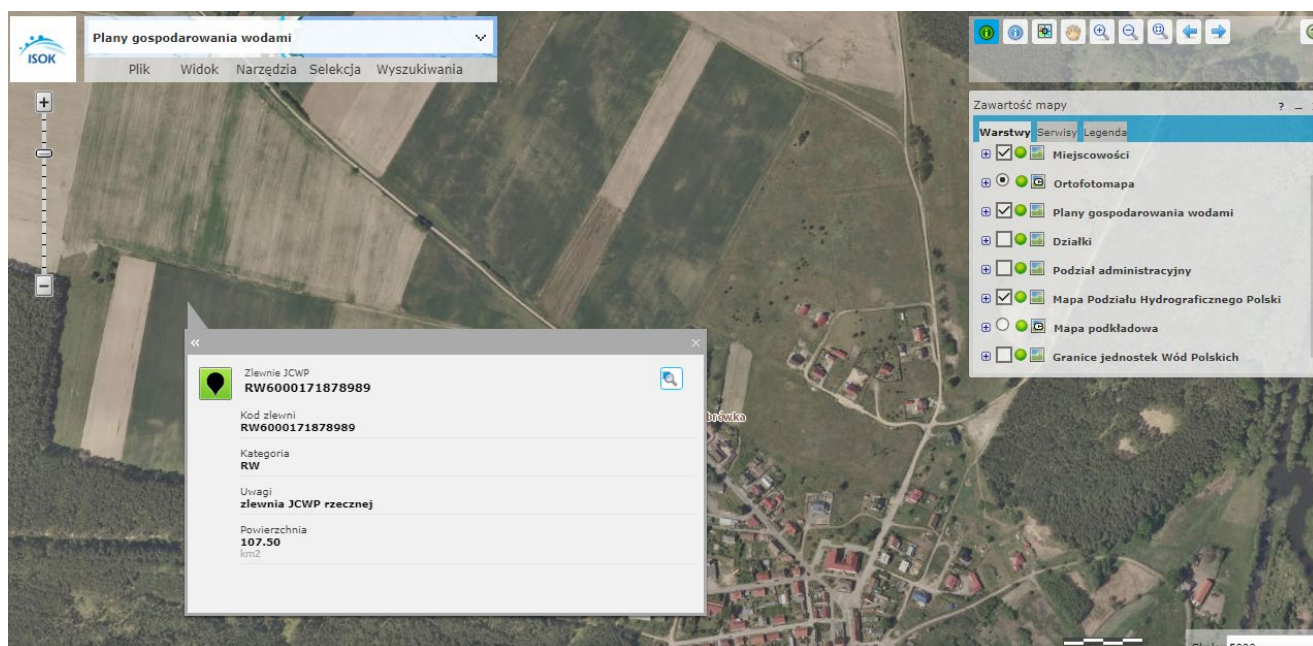 ISOK
Plany gospodarowania wodami
Plik Widok Narzędzia Selekcja Wyszukiwania
Zawartość mapy ? _
Warstwy Serwisy Legenda
Miejscowości
Ortofotomapa
Plany gospodarowania wodami
Działki
Podział administracyjny
Mapa Podziału Hydrograficznego Polski
Mapa podkładowa
Granice jednostek Wód Polskich
« ×
Zlewnie JCWP
RW6000171878989
Kod zlewni
RW6000171878989
Kategoria
RW
Uwagi
zlewnia JCWP rzecznej
Powierzchnia
107.50
km2
brówka